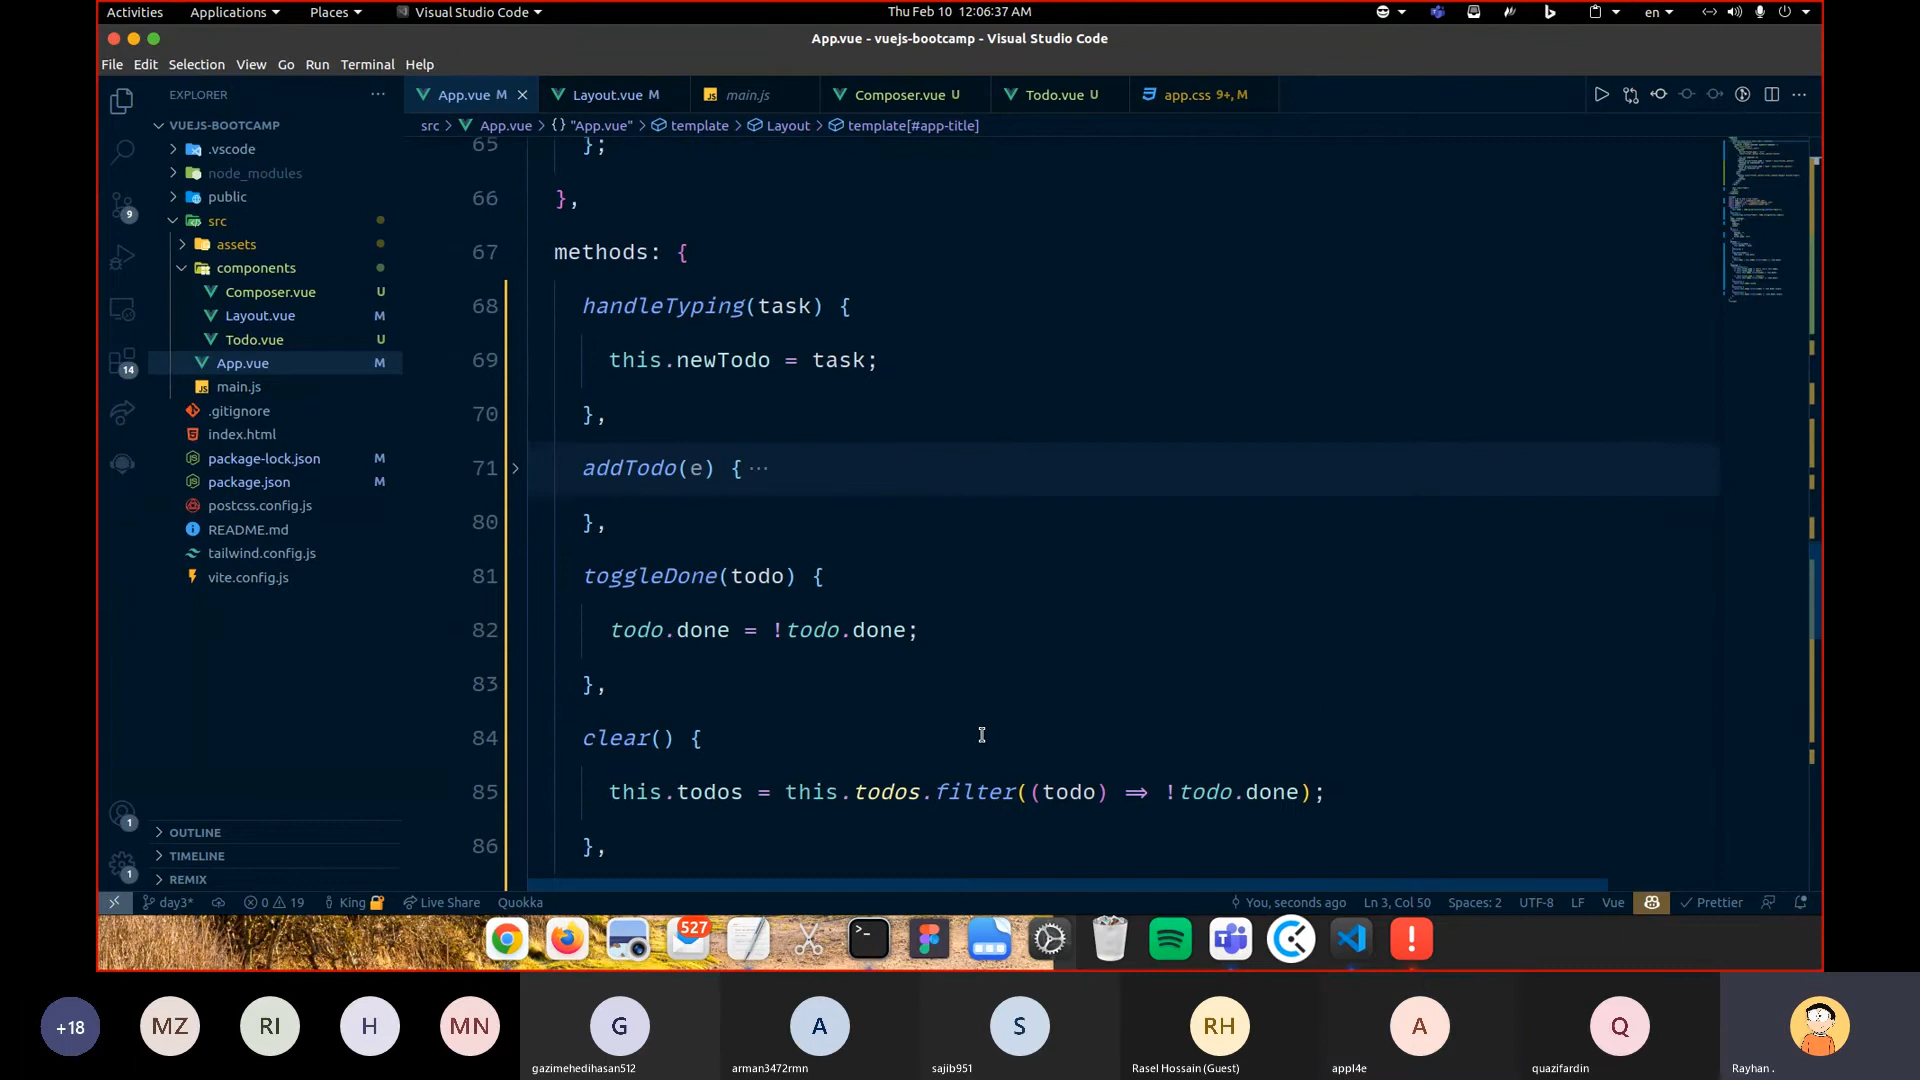 Activities Applications Places Visual Studio Code Thu Feb 10 12:06:37 AM en
App.vue - vuejs-bootcamp - Visual Studio Code
File Edit Selection View Go Run Terminal Help
EXPLORER ··· App.vue M Layout.vue M main.js Composer.vue U Todo.vue U app.css 9+, M ···
VUEJS-BOOTCAMP
src > App.vue > {} "App.vue" > template > Layout > template[#app-title]
.vscode
node_modules
public
src
assets
components
Composer.vue U
Layout.vue M
Todo.vue U
App.vue M
main.js
.gitignore
index.html
package-lock.json M
package.json M
postcss.config.js
README.md
tailwind.config.js
vite.config.js
9
14
1
1
OUTLINE
TIMELINE
REMIX
65 };
66 },
67 methods: {
68 handleTyping(task) {
69 this.newTodo = task;
70 },
71 addTodo(e) { ···
80 },
81 toggleDone(todo) {
82 todo.done = !todo.done;
83 },
84 clear() {
85 this.todos = this.todos.filter((todo) ⇒ !todo.done);
86 },
day3* 0 19 King Live Share Quokka You, seconds ago Ln 3, Col 50 Spaces: 2 UTF-8 LF Vue Prettier
527
+18 MZ RI H MN G A S RH A Q
gazimehedihasan512 arman3472rmn sajib951 Rasel Hossain (Guest) appl4e quazifardin Rayhan .